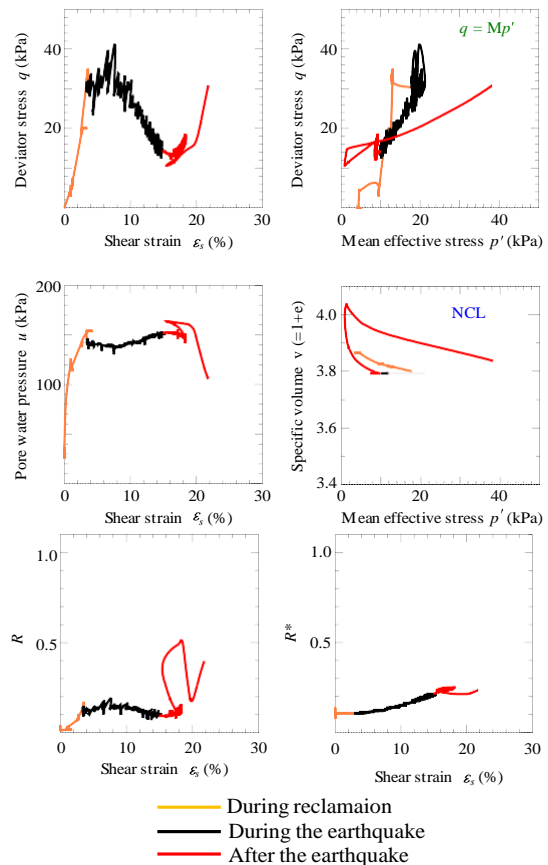 q = Mp′
Deviator stress q (kPa)
40
20
0
10
20
30
Shear strain εs (%)
Deviator stress q (kPa)
40
20
0
20
40
Mean effective stress p′ (kPa)
Pore water pressure u (kPa)
200
100
0
10
20
30
Shear strain εs (%)
NCL
Specific volume v (=1+e)
4.0
3.8
3.6
3.4
0
20
40
Mean effective stress p′ (kPa)
R
1.0
0.5
0
10
20
30
Shear strain εs (%)
R*
1.0
0.5
0
10
20
30
Shear strain εs (%)
During reclamaion
During the earthquake
After the earthquake